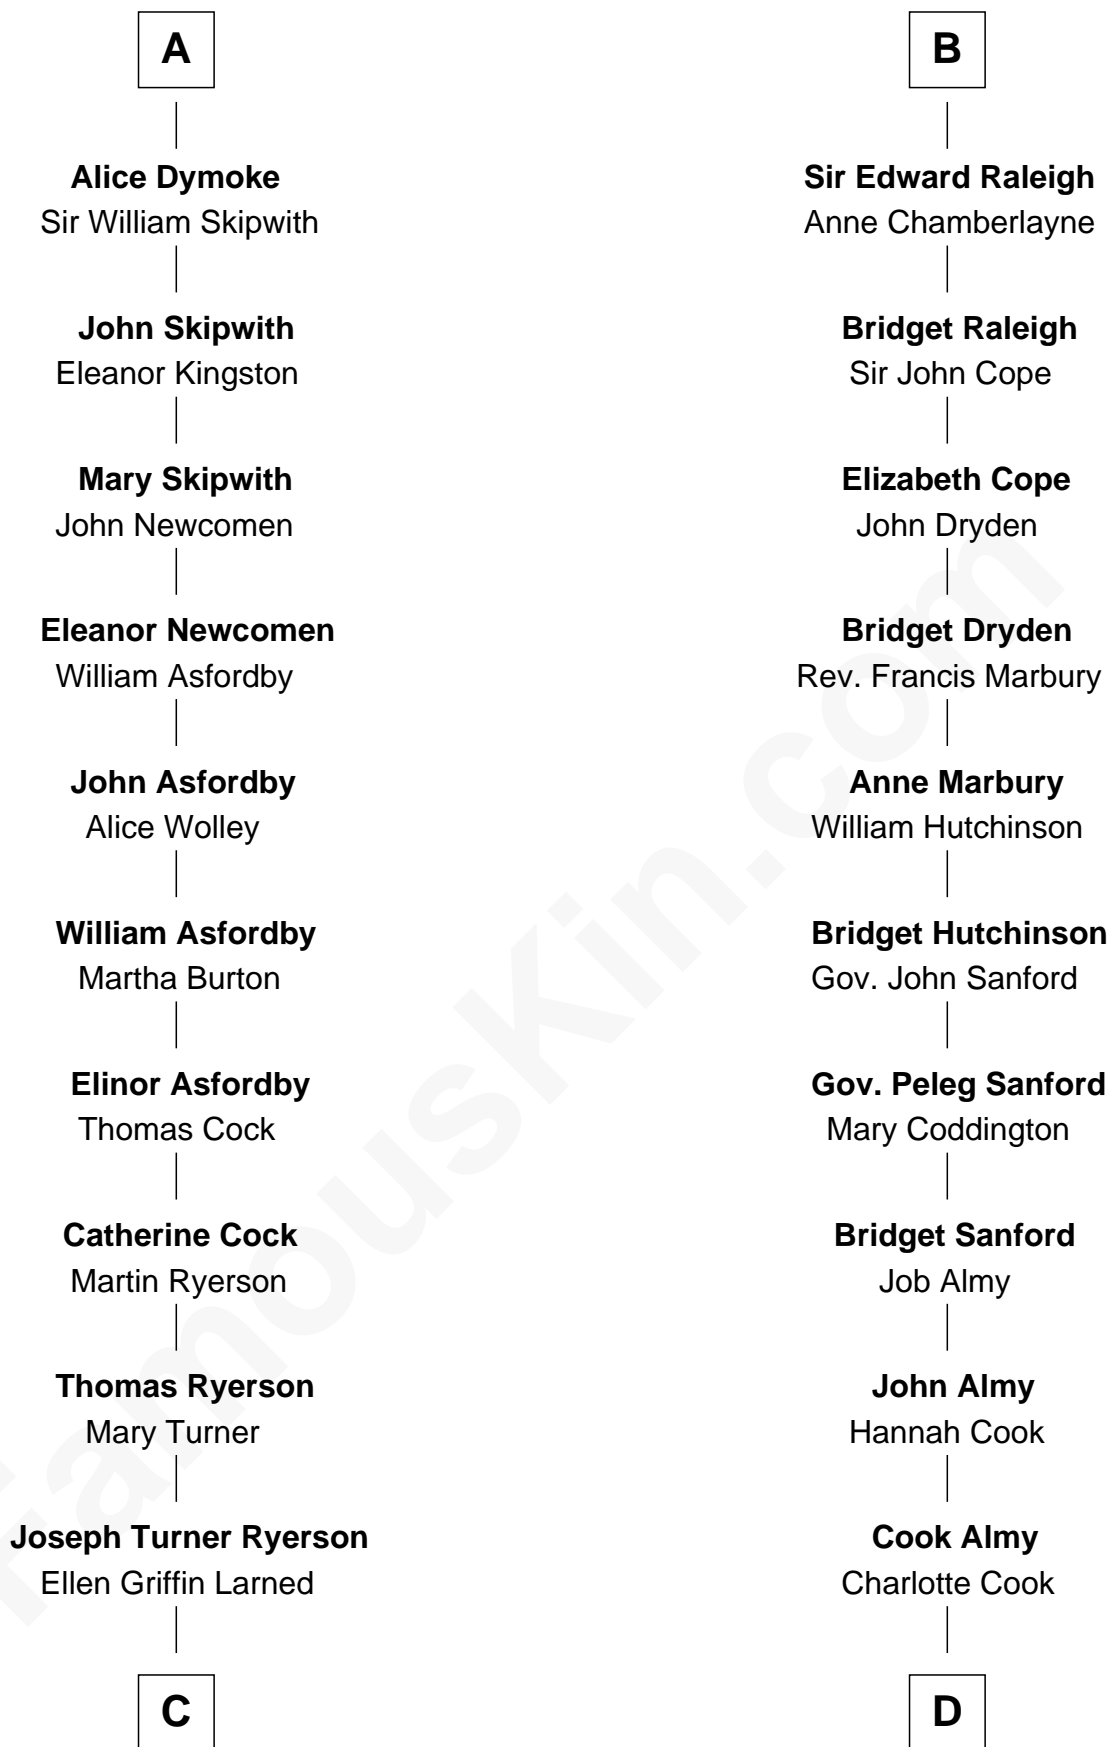 A
Alice Dymoke
Sir William Skipwith
John Skipwith
Eleanor Kingston
Mary Skipwith
John Newcomen
Eleanor Newcomen
William Asfordby
John Asfordby
Alice Wolley
William Asfordby
Martha Burton
Elinor Asfordby
Thomas Cock
Catherine Cock
Martin Ryerson
Thomas Ryerson
Mary Turner
Joseph Turner Ryerson
Ellen Griffin Larned
C
B
Sir Edward Raleigh
Anne Chamberlayne
Bridget Raleigh
Sir John Cope
Elizabeth Cope
John Dryden
Bridget Dryden
Rev. Francis Marbury
Anne Marbury
William Hutchinson
Bridget Hutchinson
Gov. John Sanford
Gov. Peleg Sanford
Mary Coddington
Bridget Sanford
Job Almy
John Almy
Hannah Cook
Cook Almy
Charlotte Cook
D
FamousKin.com